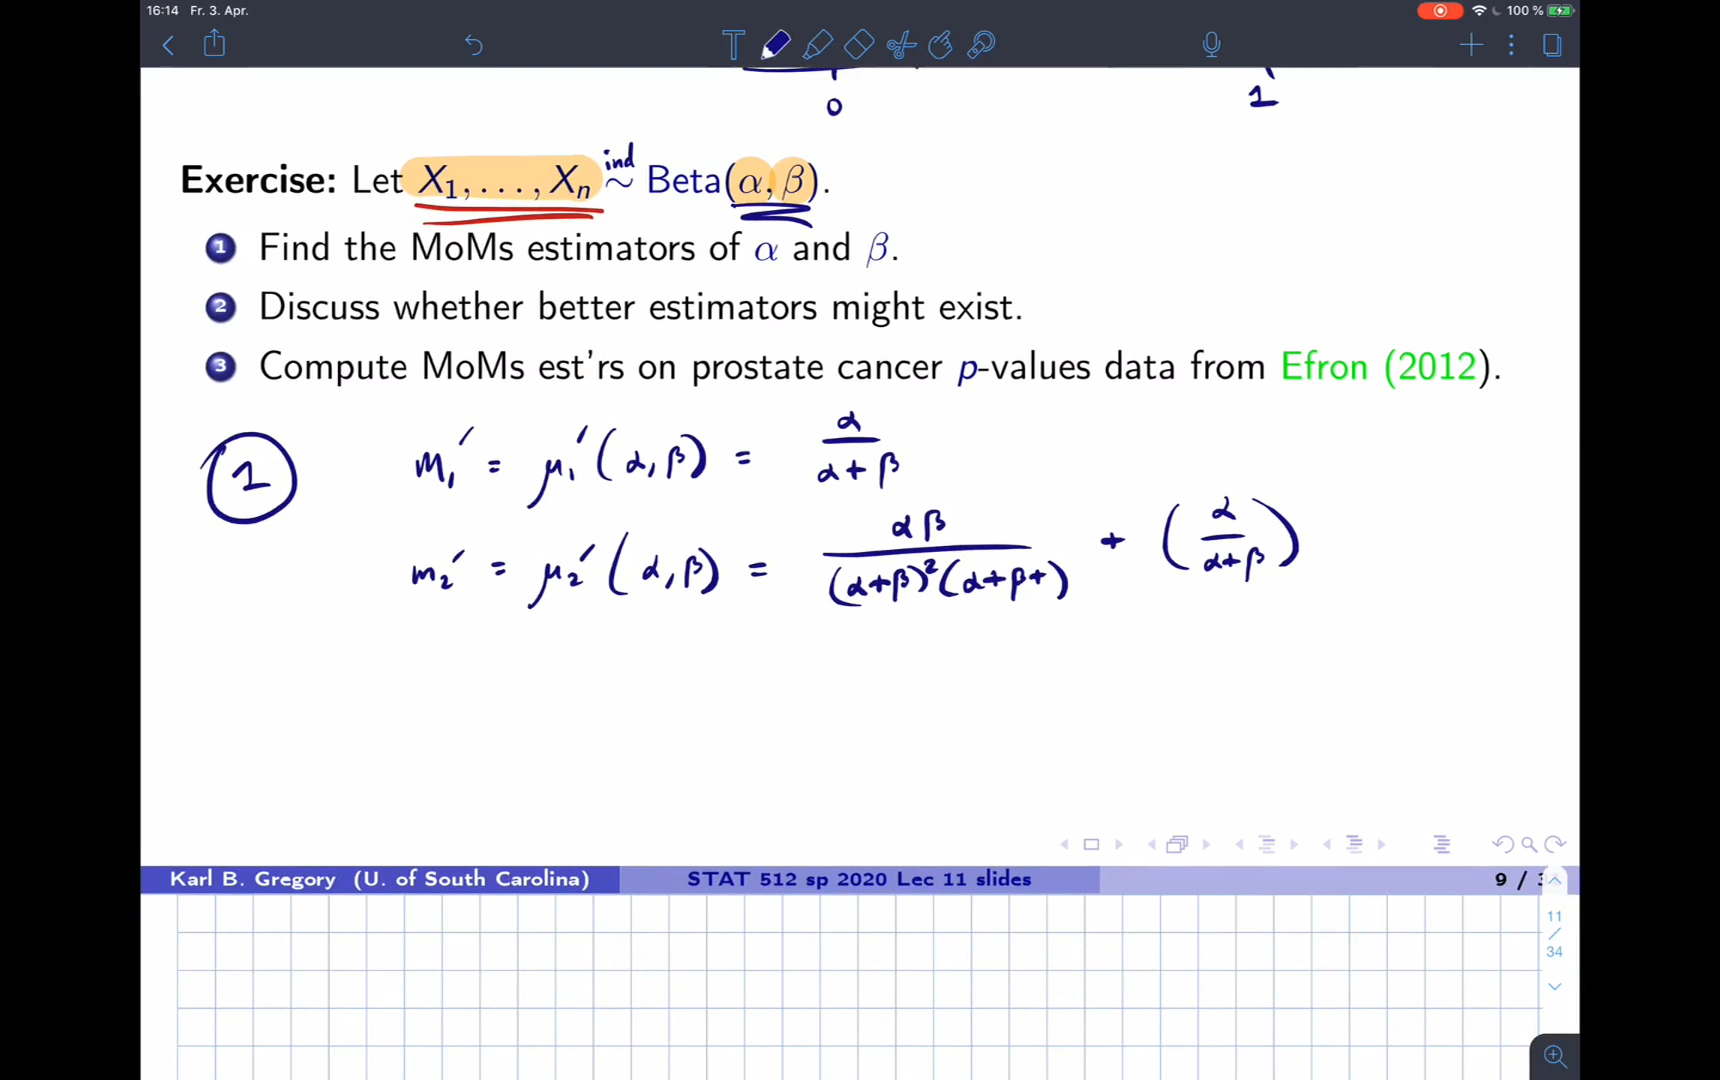 16:14 Fr. 3. Apr. 100 %
T
0 1
Exercise: Let X₁, . . . , Xₙ ind ~ Beta(α, β).
1 Find the MoMs estimators of α and β.
2 Discuss whether better estimators might exist.
3 Compute MoMs est'rs on prostate cancer p-values data from Efron (2012).
1 m₁′ = μ₁′(α, β) = α / (α + β)
m₂′ = μ₂′(α, β) = αβ / ((α+β)²(α+β+)) + (α / (α+β))
Karl B. Gregory (U. of South Carolina) STAT 512 sp 2020 Lec 11 slides 9 /
11
/
34